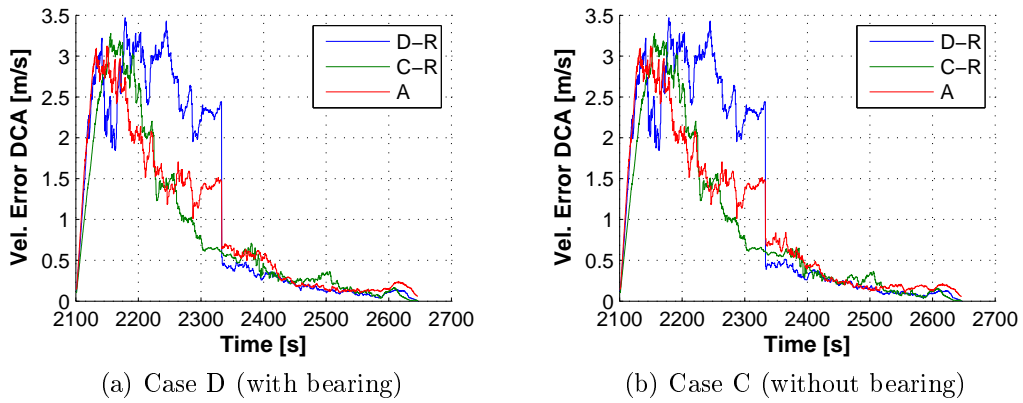 Vel. Error DCA [m/s]
3.5
3
2.5
2
1.5
1
0.5
0
2100 2200 2300 2400 2500 2600 2700
Time [s]
D−R
C−R
A
(a) Case D (with bearing)
Vel. Error DCA [m/s]
3.5
3
2.5
2
1.5
1
0.5
0
2100 2200 2300 2400 2500 2600 2700
Time [s]
D−R
C−R
A
(b) Case C (without bearing)